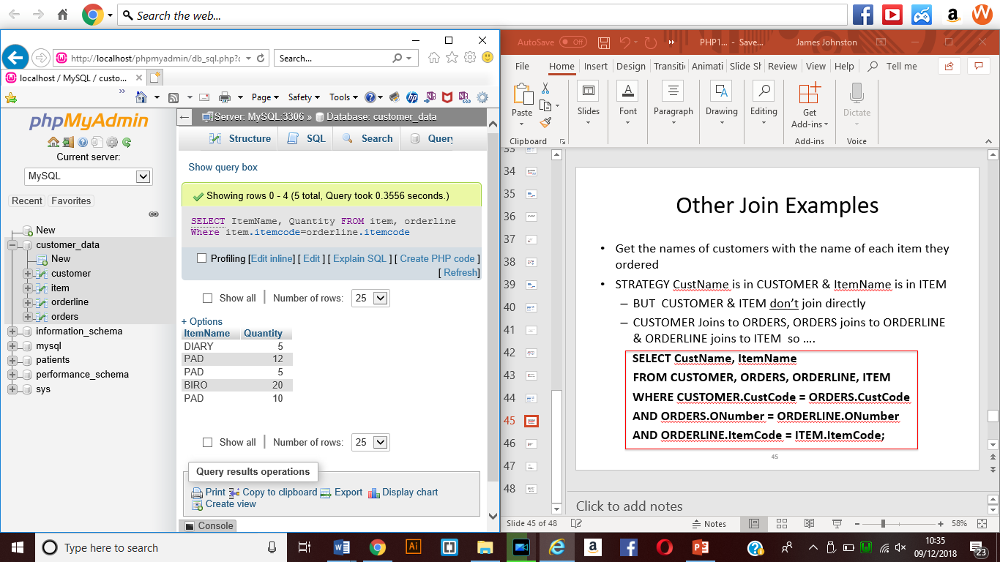 Search the web...
http://localhost/phpmyadmin/db_sql.php?c
Search...
localhost / MySQL / custo...
Page
Safety
Tools
phpMyAdmin
Current server:
MySQL
Recent
Favorites
New
customer_data
New
customer
item
orderline
orders
information_schema
mysql
patients
performance_schema
sys
Server: MySQL:3306 » Database: customer_data
Structure
SQL
Search
Query
Show query box
Showing rows 0 - 4 (5 total, Query took 0.3556 seconds.)
SELECT ItemName, Quantity FROM item, orderline
Where item.itemcode=orderline.itemcode
Profiling [Edit inline] [ Edit ] [ Explain SQL ] [ Create PHP code ]
[ Refresh]
Show all | Number of rows: 25
+ Options
ItemName Quantity
DIARY 5
PAD 12
PAD 5
BIRO 20
PAD 10
Show all | Number of rows: 25
Query results operations
Print Copy to clipboard Export Display chart
Create view
Console
AutoSave Off
PHP1... - Save...
James Johnston
File Home Insert Design Transiti Animati Slide Sh Review View Help Tell me
Paste
Slides
Font
Paragraph
Drawing
Editing
Get
Add-ins
Dictate
Clipboard
Add-ins
Voice
33
34
35
36
37
38
39
40
41
42
43
44
45
46
47
48
Other Join Examples
• Get the names of customers with the name of each item they
ordered
• STRATEGY CustName is in CUSTOMER & ItemName is in ITEM
– BUT CUSTOMER & ITEM don't join directly
– CUSTOMER Joins to ORDERS, ORDERS joins to ORDERLINE
& ORDERLINE joins to ITEM so ....
SELECT CustName, ItemName
FROM CUSTOMER, ORDERS, ORDERLINE, ITEM
WHERE CUSTOMER.CustCode = ORDERS.CustCode
AND ORDERS.ONumber = ORDERLINE.ONumber
AND ORDERLINE.ItemCode = ITEM.ItemCode;
45
Click to add notes
Slide 45 of 48
Notes
58%
Type here to search
10:35
09/12/2018
23